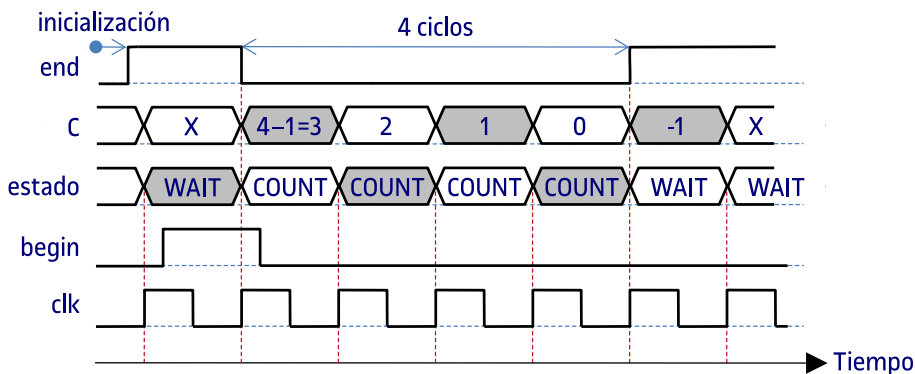 inicialización
4 ciclos
end
C X 4–1=3 2 1 0 -1 X
estado WAIT COUNT COUNT COUNT COUNT WAIT WAIT
begin
clk
Tiempo